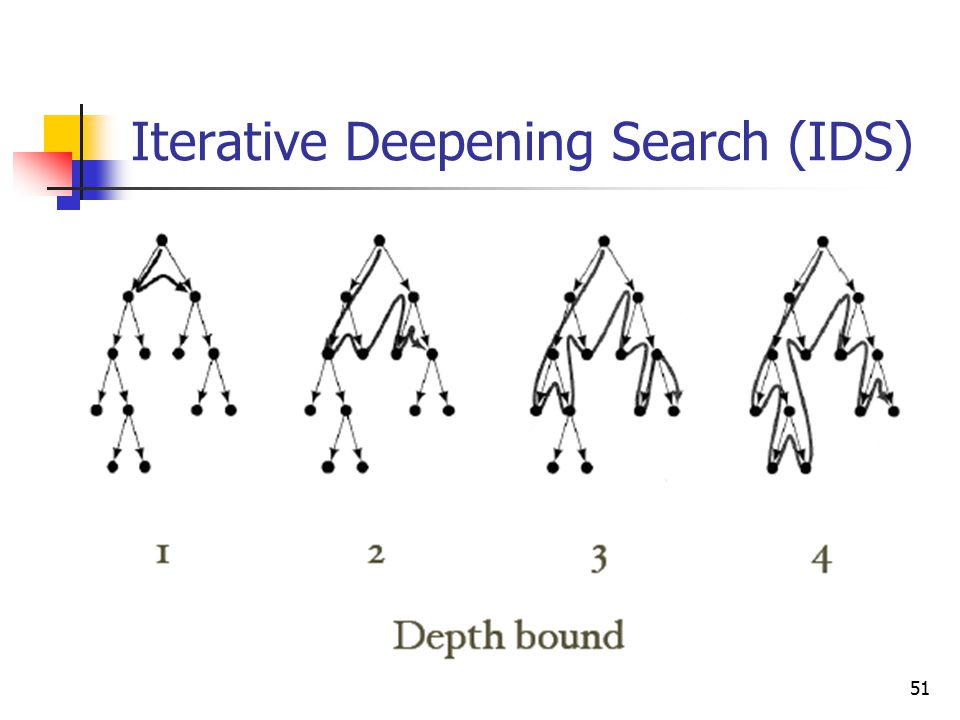 Iterative Deepening Search (IDS)
1 2 3 4
Depth bound
51